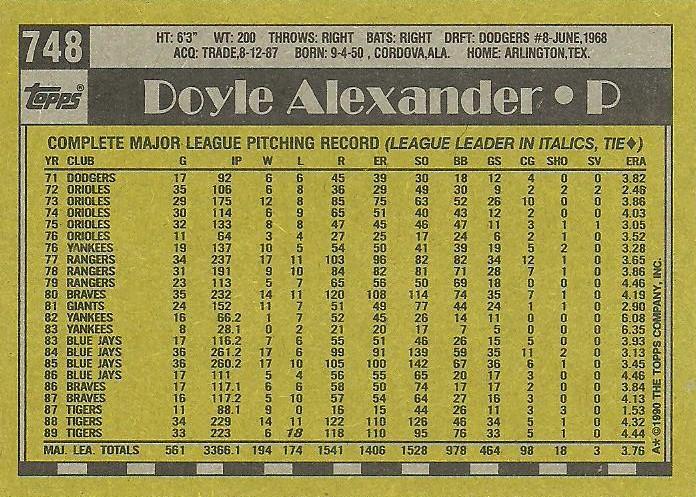 748
HT: 6'3" WT: 200 THROWS: RIGHT BATS: RIGHT DRFT: DODGERS #8-JUNE,1968
ACQ: TRADE,8-12-87 BORN: 9-4-50 , CORDOVA,ALA. HOME: ARLINGTON,TEX.
TOPPS®
Doyle Alexander • P
COMPLETE MAJOR LEAGUE PITCHING RECORD (LEAGUE LEADER IN ITALICS, TIE♦)
YR CLUB G IP W L R ER SO BB GS CG SHO SV ERA
71 DODGERS 17 92 6 6 45 39 30 18 12 4 0 0 3.82
72 ORIOLES 35 106 6 8 36 29 49 30 9 2 2 2 2.46
73 ORIOLES 29 175 12 8 85 75 63 52 26 10 0 0 3.86
74 ORIOLES 30 114 6 9 65 51 40 43 12 2 0 0 4.03
75 ORIOLES 32 133 8 8 47 45 46 47 11 3 1 1 3.05
76 ORIOLES 11 64 3 4 27 25 17 24 6 2 1 0 3.52
76 YANKEES 19 137 10 5 54 50 41 39 19 5 2 0 3.28
77 RANGERS 34 237 17 11 103 96 82 82 34 12 1 0 3.65
78 RANGERS 31 191 9 10 84 82 81 71 28 7 1 0 3.86
79 RANGERS 23 113 5 7 65 56 50 69 18 0 0 0 4.46
80 BRAVES 35 232 14 11 120 108 114 74 35 7 1 0 4.19
81 GIANTS 24 152 11 7 51 49 77 44 24 1 1 0 2.90
82 YANKEES 16 66.2 1 7 52 45 26 14 11 0 0 0 6.08
83 YANKEES 8 28.1 0 2 21 20 17 7 5 0 0 0 6.35
83 BLUE JAYS 17 116.2 7 6 55 51 46 26 15 5 0 0 3.93
84 BLUE JAYS 36 261.2 17 6 99 91 139 59 35 11 2 0 3.13
85 BLUE JAYS 36 260.2 17 10 105 100 142 67 36 6 1 0 3.45
86 BLUE JAYS 17 111 5 4 56 55 65 20 17 3 0 0 4.46
86 BRAVES 17 117.1 6 6 58 50 74 17 17 2 0 0 3.84
87 BRAVES 16 117.2 5 10 57 54 64 27 16 3 0 0 4.13
87 TIGERS 11 88.1 9 0 16 15 44 26 11 3 3 0 1.53
88 TIGERS 34 229 14 11 122 110 126 46 34 5 1 0 4.32
89 TIGERS 33 223 6 18 118 110 95 76 33 5 1 0 4.44
MAJ. LEA. TOTALS 561 3366.1 194 174 1541 1406 1528 978 464 98 18 3 3.76
A* © 1990 THE TOPPS COMPANY, INC.